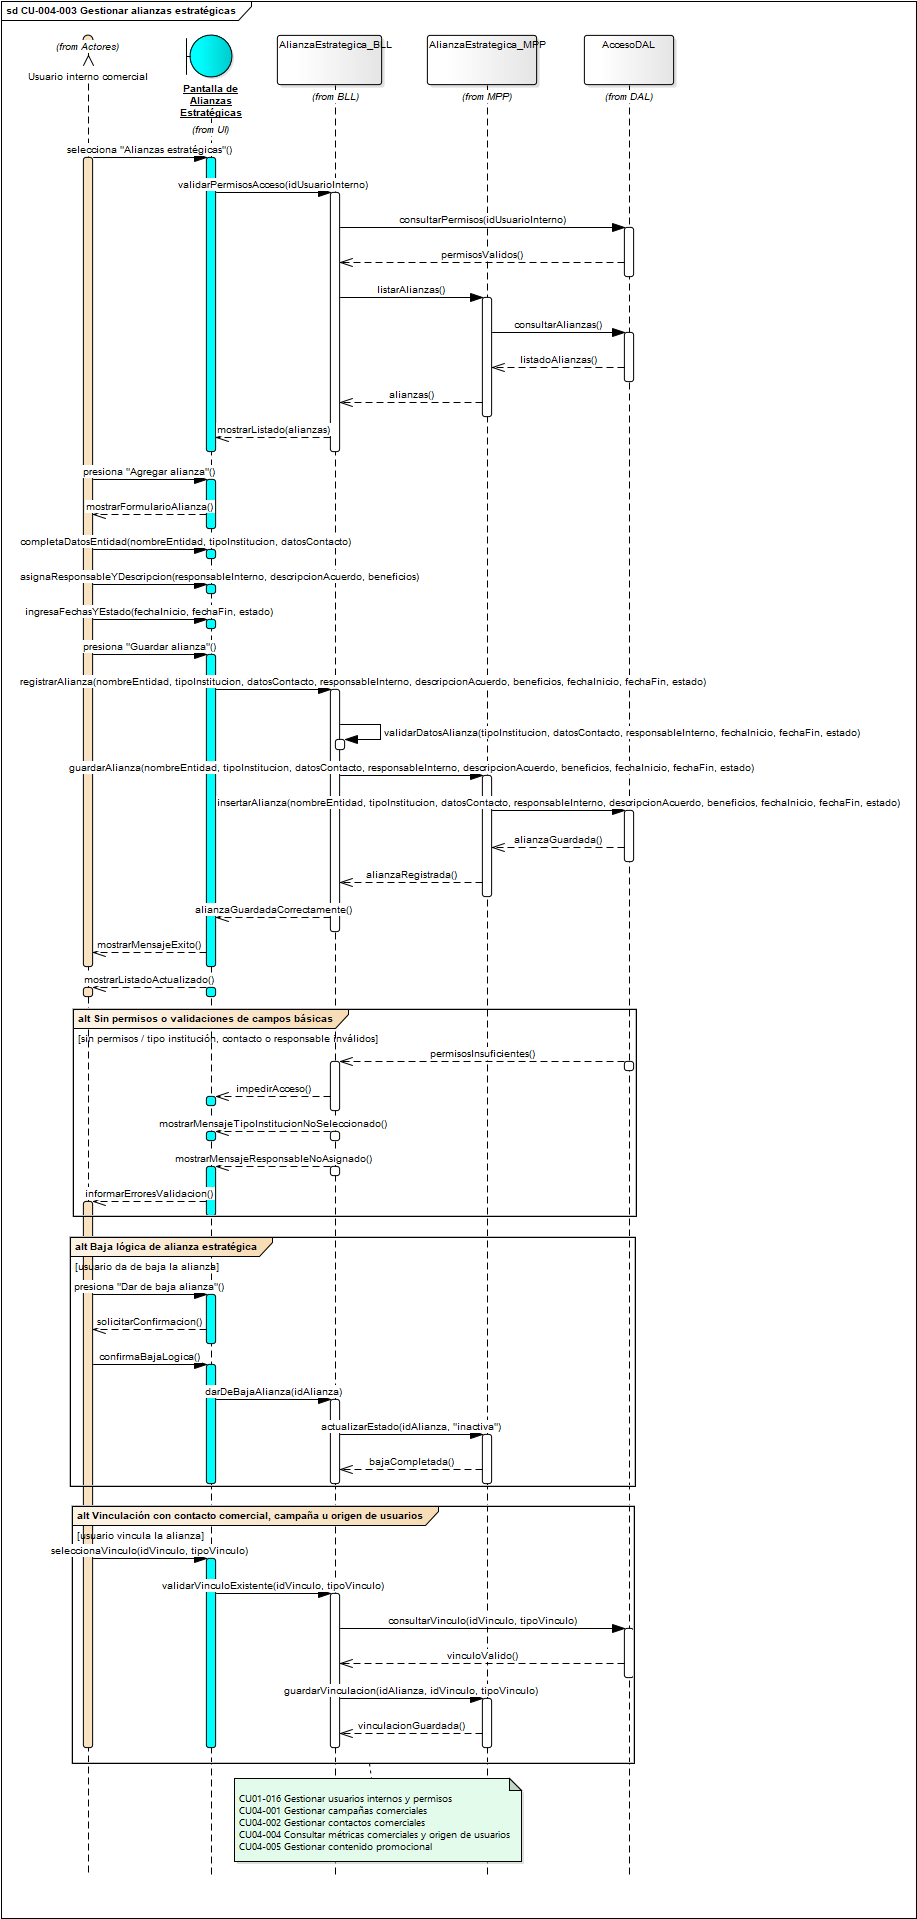 sd CU-004-003 Gestionar alianzas estratégicas
(from Actores)
Usuario interno comercial
Pantalla de
Alianzas
Estratégicas
(from UI)
AlianzaEstrategica_BLL
(from BLL)
AlianzaEstrategica_MPP
(from MPP)
AccesoDAL
(from DAL)
selecciona "Alianzas estratégicas"()
validarPermisosAcceso(idUsuarioInterno)
consultarPermisos(idUsuarioInterno)
permisosValidos()
listarAlianzas()
consultarAlianzas()
listadoAlianzas()
alianzas()
mostrarListado(alianzas)
presiona "Agregar alianza"()
mostrarFormularioAlianza()
completaDatosEntidad(nombreEntidad, tipoInstitucion, datosContacto)
asignaResponsableYDescripcion(responsableInterno, descripcionAcuerdo, beneficios)
ingresaFechasYEstado(fechaInicio, fechaFin, estado)
presiona "Guardar alianza"()
registrarAlianza(nombreEntidad, tipoInstitucion, datosContacto, responsableInterno, descripcionAcuerdo, beneficios, fechaInicio, fechaFin, estado)
validarDatosAlianza(tipoInstitucion, datosContacto, responsableInterno, fechaInicio, fechaFin, estado)
guardarAlianza(nombreEntidad, tipoInstitucion, datosContacto, responsableInterno, descripcionAcuerdo, beneficios, fechaInicio, fechaFin, estado)
insertarAlianza(nombreEntidad, tipoInstitucion, datosContacto, responsableInterno, descripcionAcuerdo, beneficios, fechaInicio, fechaFin, estado)
alianzaGuardada()
alianzaRegistrada()
alianzaGuardadaCorrectamente()
mostrarMensajeExito()
mostrarListadoActualizado()
alt Sin permisos o validaciones de campos básicas
[sin permisos / tipo institución, contacto o responsable inválidos]
permisosInsuficientes()
impedirAcceso()
mostrarMensajeTipoInstitucionNoSeleccionado()
mostrarMensajeResponsableNoAsignado()
informarErroresValidacion()
alt Baja lógica de alianza estratégica
[usuario da de baja la alianza]
presiona "Dar de baja alianza"()
solicitarConfirmacion()
confirmaBajaLogica()
darDeBajaAlianza(idAlianza)
actualizarEstado(idAlianza, "inactiva")
bajaCompletada()
alt Vinculación con contacto comercial, campaña u origen de usuarios
[usuario vincula la alianza]
seleccionaVinculo(idVinculo, tipoVinculo)
validarVinculoExistente(idVinculo, tipoVinculo)
consultarVinculo(idVinculo, tipoVinculo)
vinculoValido()
guardarVinculacion(idAlianza, idVinculo, tipoVinculo)
vinculacionGuardada()
CU01-016 Gestionar usuarios internos y permisos
CU04-001 Gestionar campañas comerciales
CU04-002 Gestionar contactos comerciales
CU04-004 Consultar métricas comerciales y origen de usuarios
CU04-005 Gestionar contenido promocional